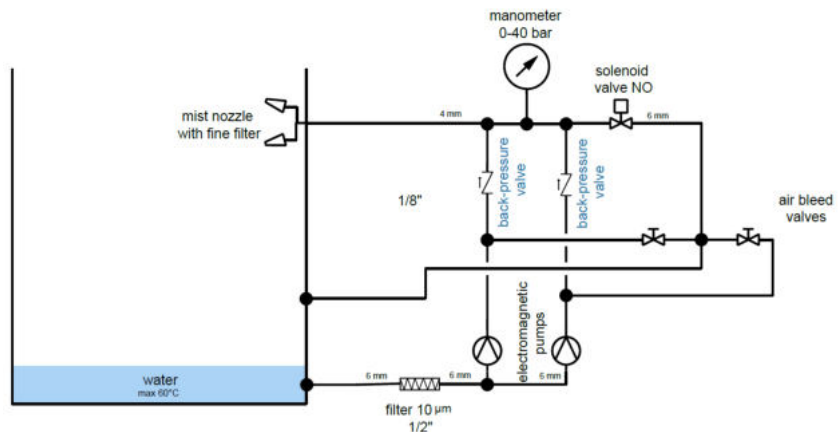 manometer
0-40 bar
solenoid
valve NO
mist nozzle
with fine filter
4 mm
6 mm
back-pressure
valve
back-pressure
valve
1/8"
air bleed
valves
electromagnetic
pumps
water
max 60°C
6 mm
6 mm
6 mm
filter 10 µm
1/2"